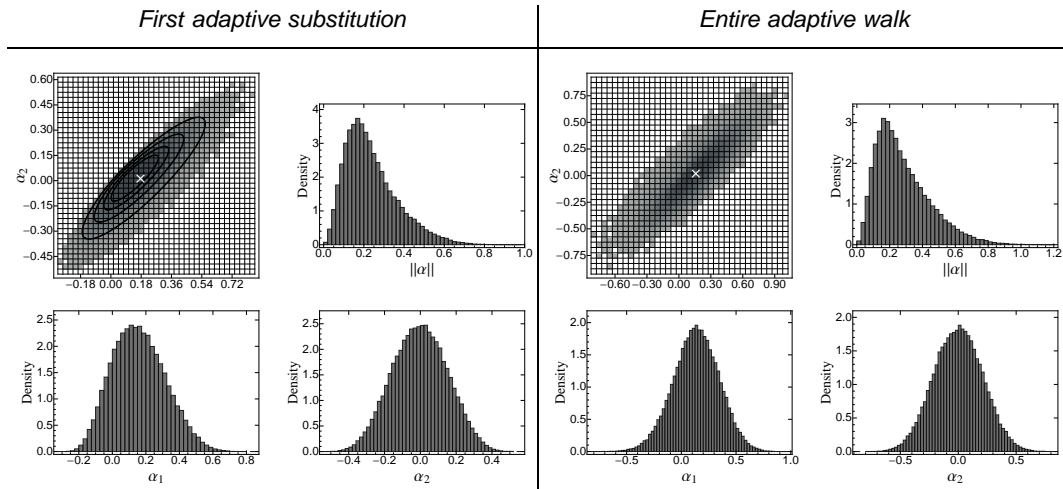 First adaptive substitution
Entire adaptive walk
α₂
0.60
0.45
0.30
0.15
0.00
−0.15
−0.30
−0.45
−0.18 0.00 0.18 0.36 0.54 0.72
Density
4
3
2
1
0
0.0 0.2 0.4 0.6 0.8 1.0
||α||
α₂
0.75
0.50
0.25
0.00
−0.25
−0.50
−0.75
−0.60 −0.30 0.00 0.30 0.60 0.90
Density
3
2
1
0
0.0 0.2 0.4 0.6 0.8 1.0 1.2
||α||
Density
2.5
2.0
1.5
1.0
0.5
0.0
−0.2 0.0 0.2 0.4 0.6 0.8
α₁
Density
2.5
2.0
1.5
1.0
0.5
0.0
−0.4 −0.2 0.0 0.2 0.4
α₂
Density
2.0
1.5
1.0
0.5
0.0
−0.5 0.0 0.5 1.0
α₁
Density
2.0
1.5
1.0
0.5
0.0
−0.5 0.0 0.5
α₂